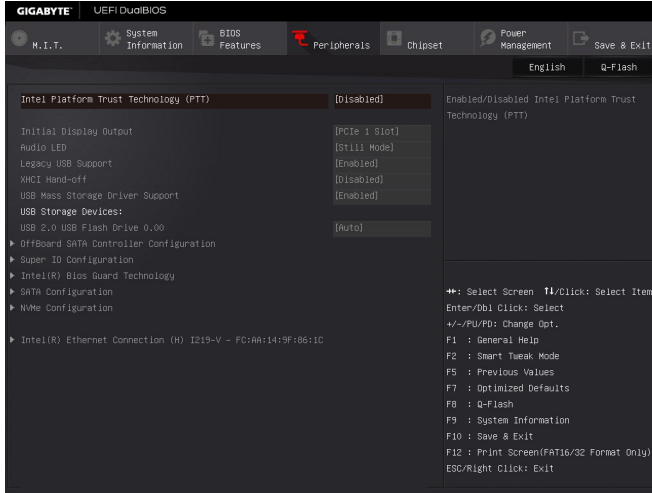 GIGABYTE™ UEFI DualBIOS
M.I.T.
System Information
BIOS Features
Peripherals
Chipset
Power Management
Save & Exit
English
Q-Flash
Intel Platform Trust Technology (PTT) [Disabled]
Initial Display Output [PCIe 1 Slot]
Audio LED [Still Mode]
Legacy USB Support [Enabled]
XHCI Hand-off [Disabled]
USB Mass Storage Driver Support [Enabled]
USB Storage Devices:
USB 2.0 USB Flash Drive 0.00 [Auto]
OffBoard SATA Controller Configuration
Super IO Configuration
Intel(R) Bios Guard Technology
SATA Configuration
NVMe Configuration
Intel(R) Ethernet Connection (H) I219-V - FC:AA:14:9F:86:1C
Enabled/Disabled Intel Platform Trust
Technology (PTT)
→←: Select Screen ↑↓/Click: Select Item
Enter/Dbl Click: Select
+/-/PU/PD: Change Opt.
F1 : General Help
F2 : Smart Tweak Mode
F5 : Previous Values
F7 : Optimized Defaults
F8 : Q-Flash
F9 : System Information
F10 : Save & Exit
F12 : Print Screen(FAT16/32 Format Only)
ESC/Right Click: Exit